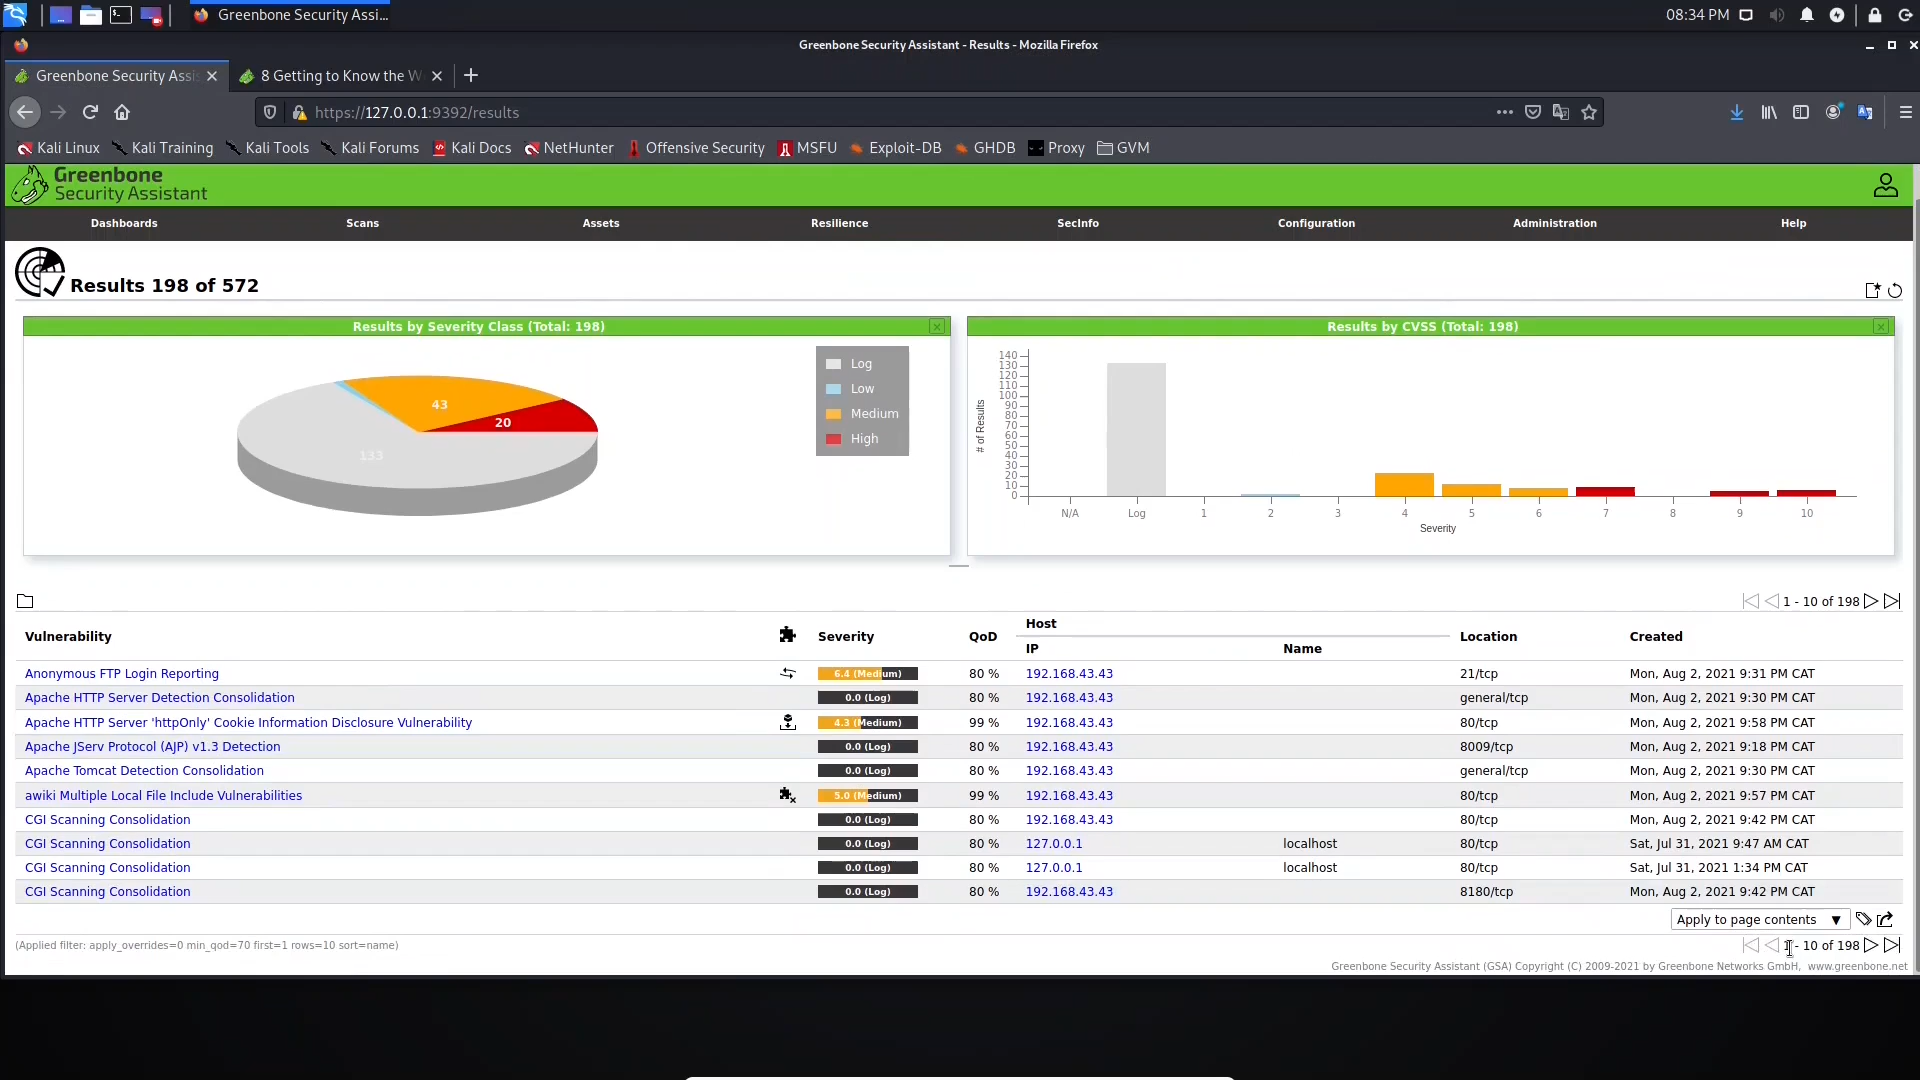 Greenbone Security Assi...
08:34 PM
Greenbone Security Assistant - Results - Mozilla Firefox
Greenbone Security Assi
8 Getting to Know the W
https://127.0.0.1:9392/results
Kali Linux
Kali Training
Kali Tools
Kali Forums
Kali Docs
NetHunter
Offensive Security
MSFU
Exploit-DB
GHDB
Proxy
GVM
Greenbone
Security Assistant
Dashboards
Scans
Assets
Resilience
SecInfo
Configuration
Administration
Help
Results 198 of 572
Results by Severity Class (Total: 198)
43
20
133
Log
Low
Medium
High
Results by CVSS (Total: 198)
140
130
120
110
100
90
80
70
60
50
40
30
20
10
0
# of Results
N/A Log 1 2 3 4 5 6 7 8 9 10
Severity
1 - 10 of 198
Vulnerability Severity QoD Host Location Created
IP Name
Anonymous FTP Login Reporting 6.4 (Medium) 80 % 192.168.43.43 21/tcp Mon, Aug 2, 2021 9:31 PM CAT
Apache HTTP Server Detection Consolidation 0.0 (Log) 80 % 192.168.43.43 general/tcp Mon, Aug 2, 2021 9:30 PM CAT
Apache HTTP Server 'httpOnly' Cookie Information Disclosure Vulnerability 4.3 (Medium) 99 % 192.168.43.43 80/tcp Mon, Aug 2, 2021 9:58 PM CAT
Apache JServ Protocol (AJP) v1.3 Detection 0.0 (Log) 80 % 192.168.43.43 8009/tcp Mon, Aug 2, 2021 9:18 PM CAT
Apache Tomcat Detection Consolidation 0.0 (Log) 80 % 192.168.43.43 general/tcp Mon, Aug 2, 2021 9:30 PM CAT
awiki Multiple Local File Include Vulnerabilities 5.0 (Medium) 99 % 192.168.43.43 80/tcp Mon, Aug 2, 2021 9:57 PM CAT
CGI Scanning Consolidation 0.0 (Log) 80 % 192.168.43.43 80/tcp Mon, Aug 2, 2021 9:42 PM CAT
CGI Scanning Consolidation 0.0 (Log) 80 % 127.0.0.1 localhost 80/tcp Sat, Jul 31, 2021 9:47 AM CAT
CGI Scanning Consolidation 0.0 (Log) 80 % 127.0.0.1 localhost 80/tcp Sat, Jul 31, 2021 1:34 PM CAT
CGI Scanning Consolidation 0.0 (Log) 80 % 192.168.43.43 8180/tcp Mon, Aug 2, 2021 9:42 PM CAT
Apply to page contents
(Applied filter: apply_overrides=0 min_qod=70 first=1 rows=10 sort=name)
1 - 10 of 198
Greenbone Security Assistant (GSA) Copyright (C) 2009-2021 by Greenbone Networks GmbH, www.greenbone.net